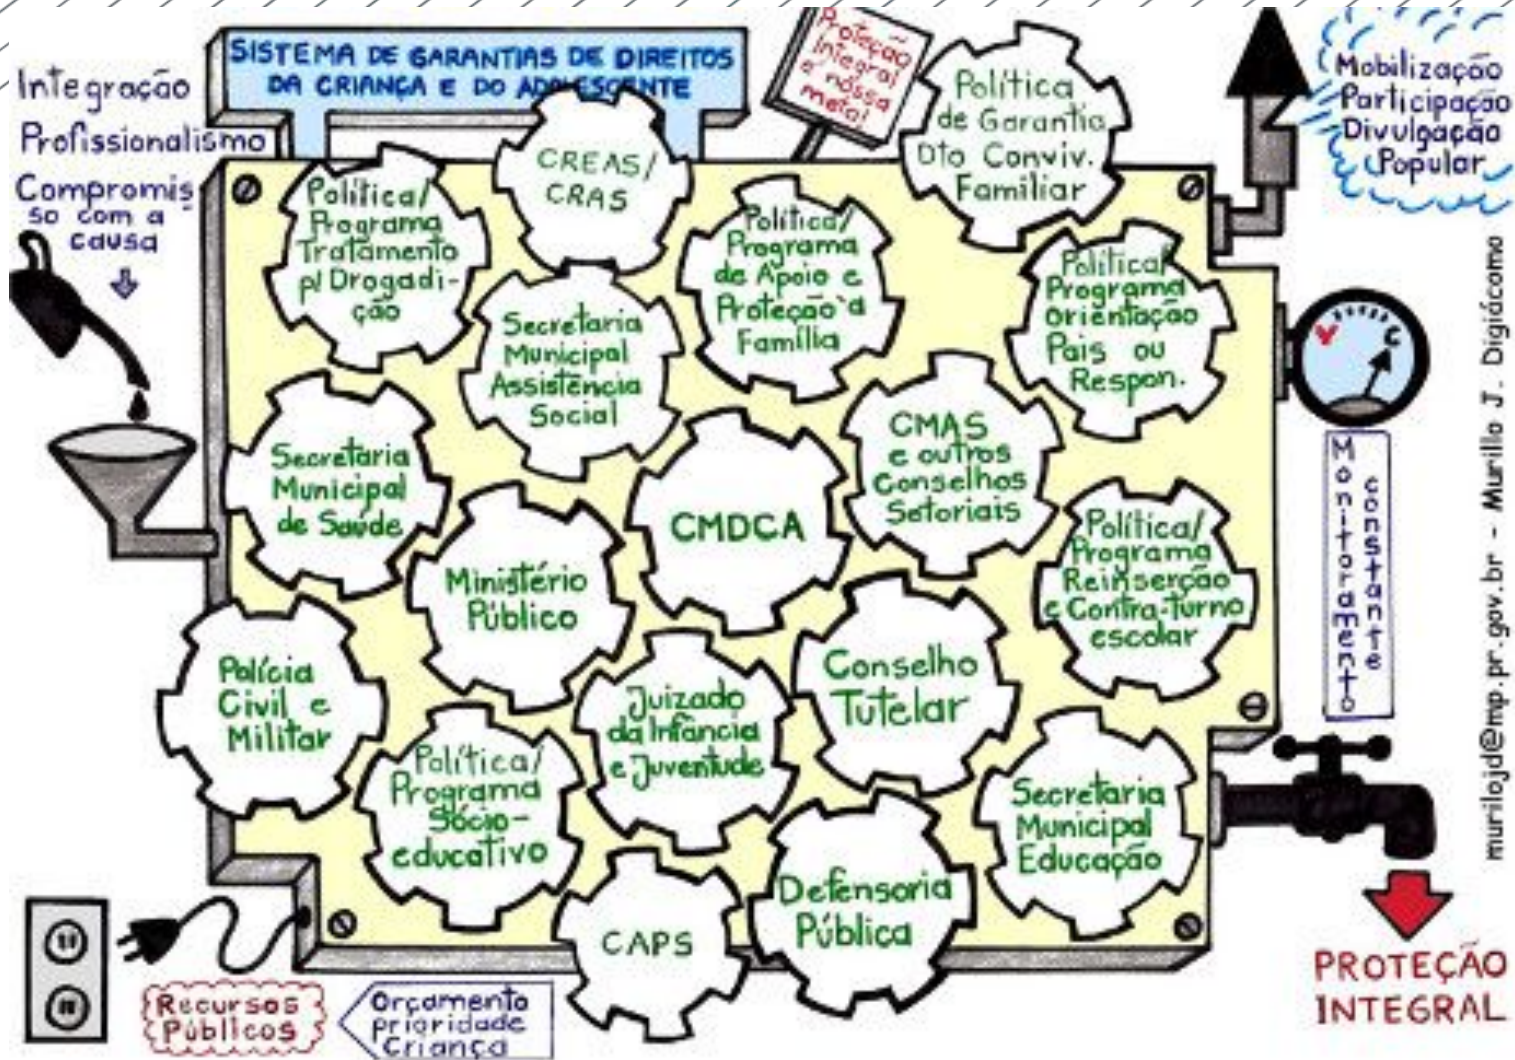 SISTEMA DE GARANTIAS DE DIREITOS
DA CRIANÇA E DO ADOLESCENTE
Integração
Profissionalismo
Compromis
so com a
causa
Proteção
Integral
é nossa
meta!
Política
de Garantia
Dto Conviv.
Familiar
Mobilização
Participação
Divulgação
Popular
CREAS/
CRAS
Política/
Programa
Tratamento
p/ Drogadi-
ção
Política/
Programa
de Apoio e
Proteção à
Família
Política/
Programa
Orientação
Pais ou
Respon.
Secretaria
Municipal
Assistência
Social
CMAS
e outros
Conselhos
Setoriais
Secretaria
Municipal
de Saúde
CMDCA
Ministério
Público
Política/
Programa
Reinserção
e Contra-turno
escolar
V
C
Monitoramento
constante
murilojd@mp.pr.gov.br - Murillo J. Digiácomo
Polícia
Civil e
Militar
Juizado
da Infância
e Juventude
Conselho
Tutelar
Política/
Programa
Sócio-
educativo
Secretaria
Municipal
Educação
CAPS
Defensoria
Pública
Recursos
Públicos
Orçamento
prioridade
Criança
PROTEÇÃO
INTEGRAL